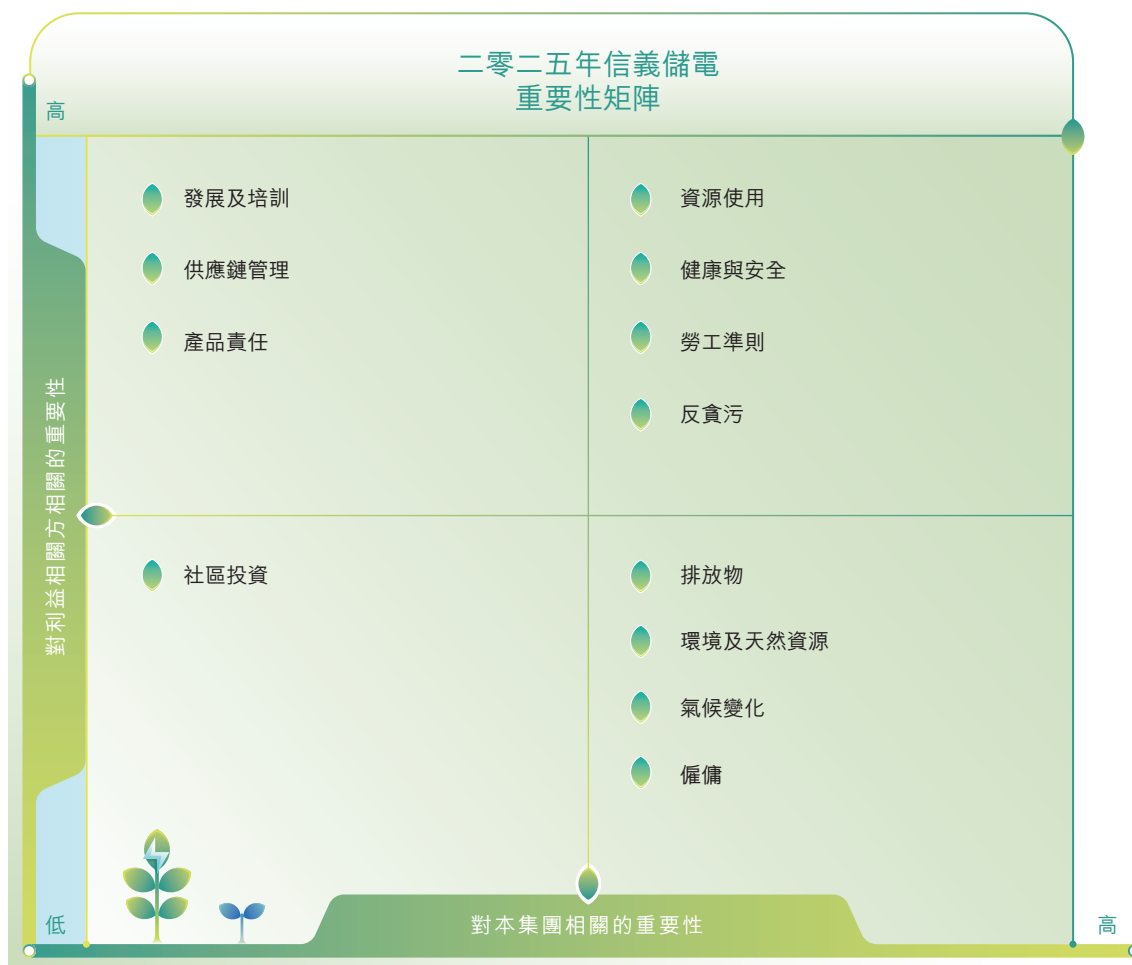 二零二五年信義儲電
重要性矩陣
高
發展及培訓
供應鏈管理
產品責任
資源使用
健康與安全
勞工準則
反貪污
對利益相關方相關的重要性
社區投資
排放物
環境及天然資源
氣候變化
僱傭
低
對本集團相關的重要性
高